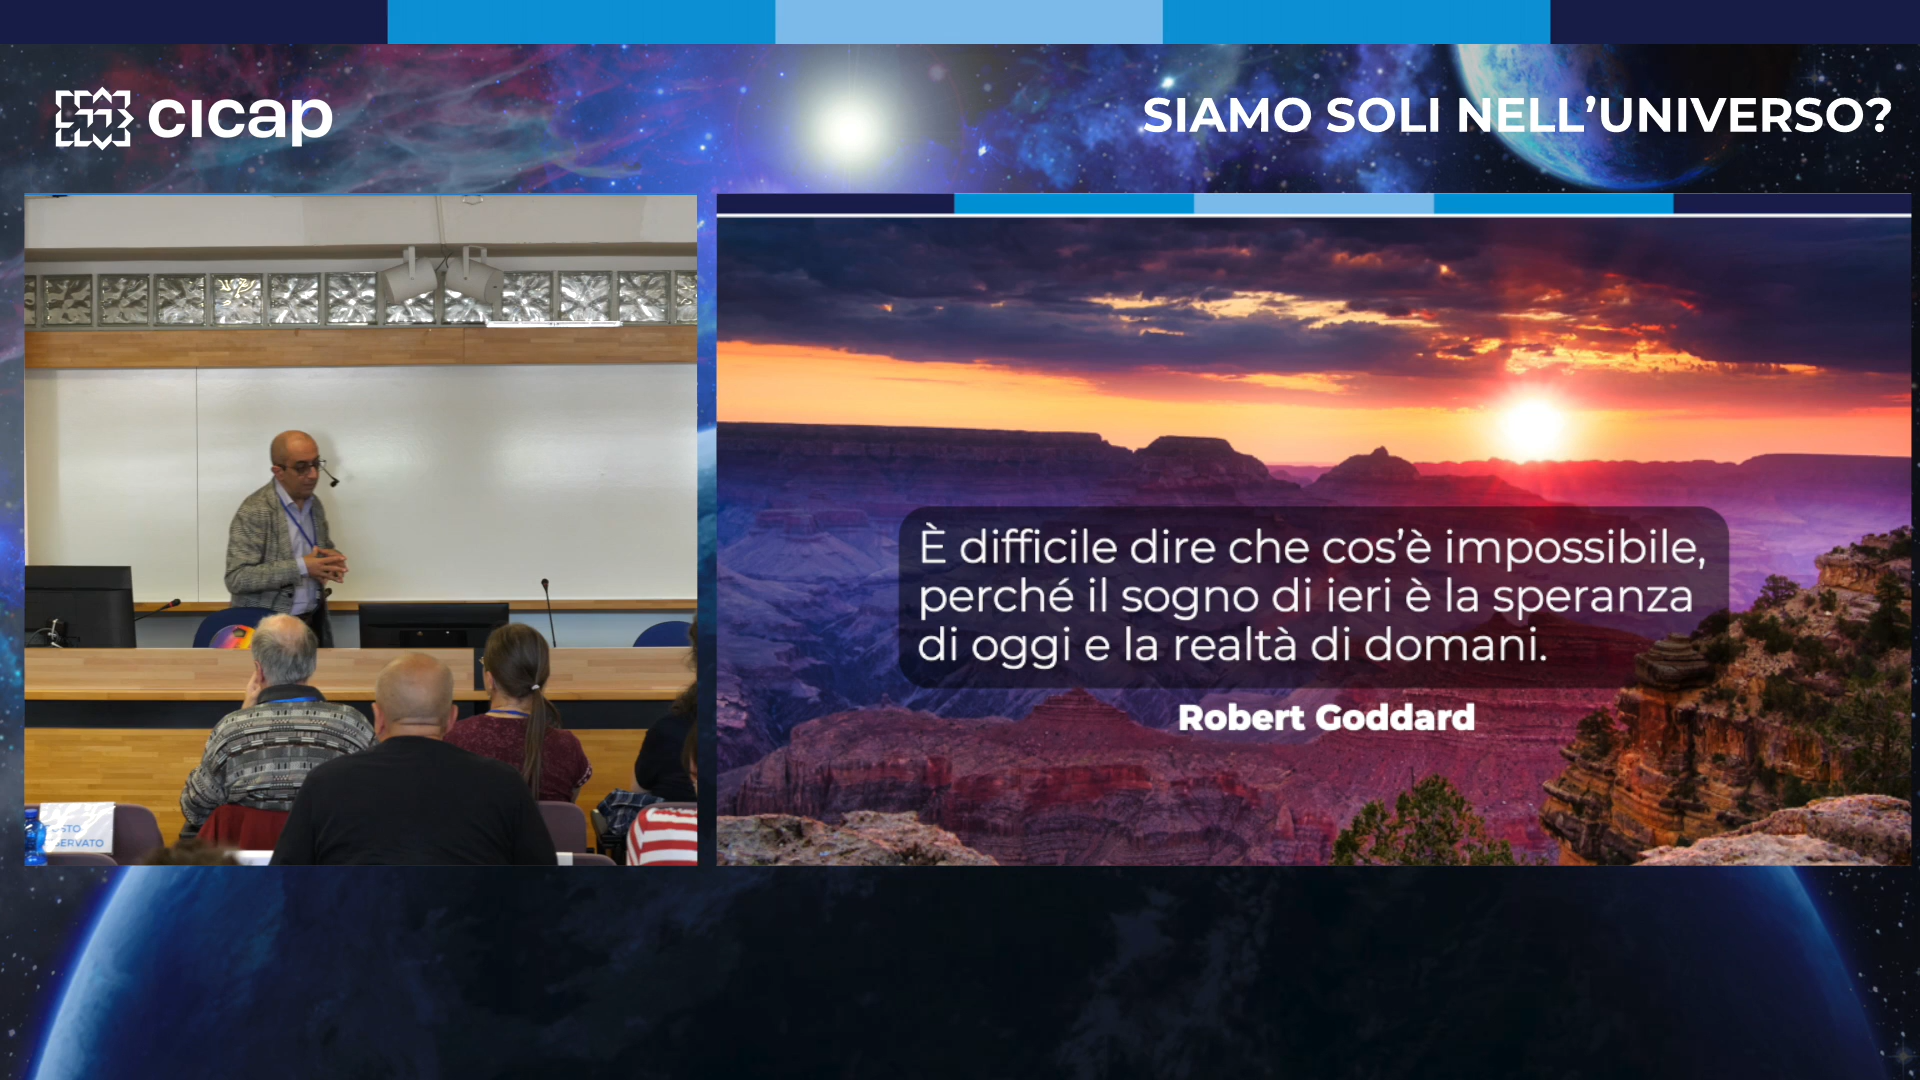 cicap
SIAMO SOLI NELL'UNIVERSO?
È difficile dire che cos'è impossibile,
perché il sogno di ieri è la speranza
di oggi e la realtà di domani.
Robert Goddard